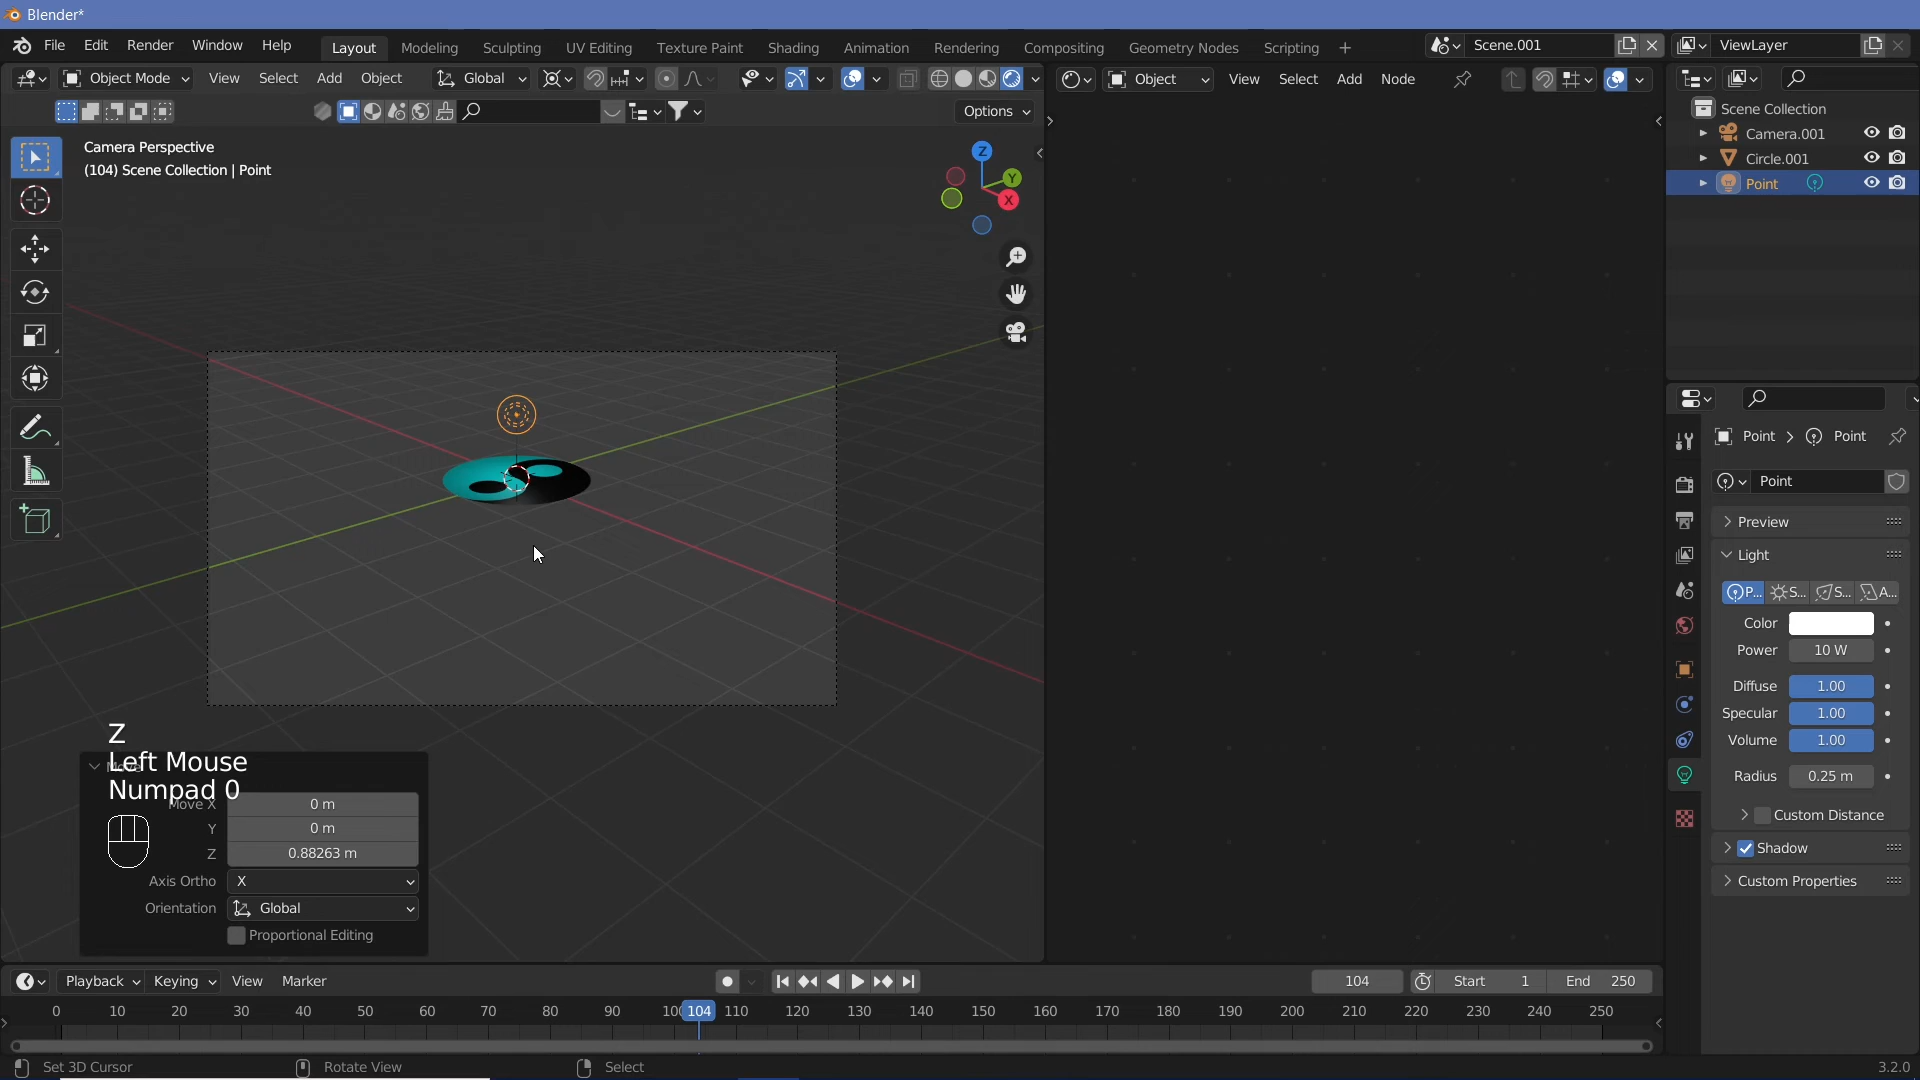 Blender*
File Edit Render Window Help
Layout Modeling Sculpting UV Editing Texture Paint Shading Animation Rendering Compositing Geometry Nodes Scripting +
Scene.001
ViewLayer
Object Mode View Select Add Object Global
Object View Select Add Node
Options
Camera Perspective
(104) Scene Collection | Point
Z
Y
X
Scene Collection
Camera.001
Circle.001
Point
Point > Point
Point
Preview
Light
P... S... S... A...
Color
Power 10 W
Diffuse 1.00
Specular 1.00
Volume 1.00
Radius 0.25 m
Custom Distance
Shadow
Custom Properties
Z
Left Mouse
Numpad 0
Move X 0 m
Y 0 m
Z 0.88263 m
Axis Ortho X
Orientation Global
Proportional Editing
Playback Keying View Marker
104 Start 1 End 250
0 10 20 30 40 50 60 70 80 90 100 104 110 120 130 140 150 160 170 180 190 200 210 220 230 240 250
Set 3D Cursor Rotate View Select 3.2.0